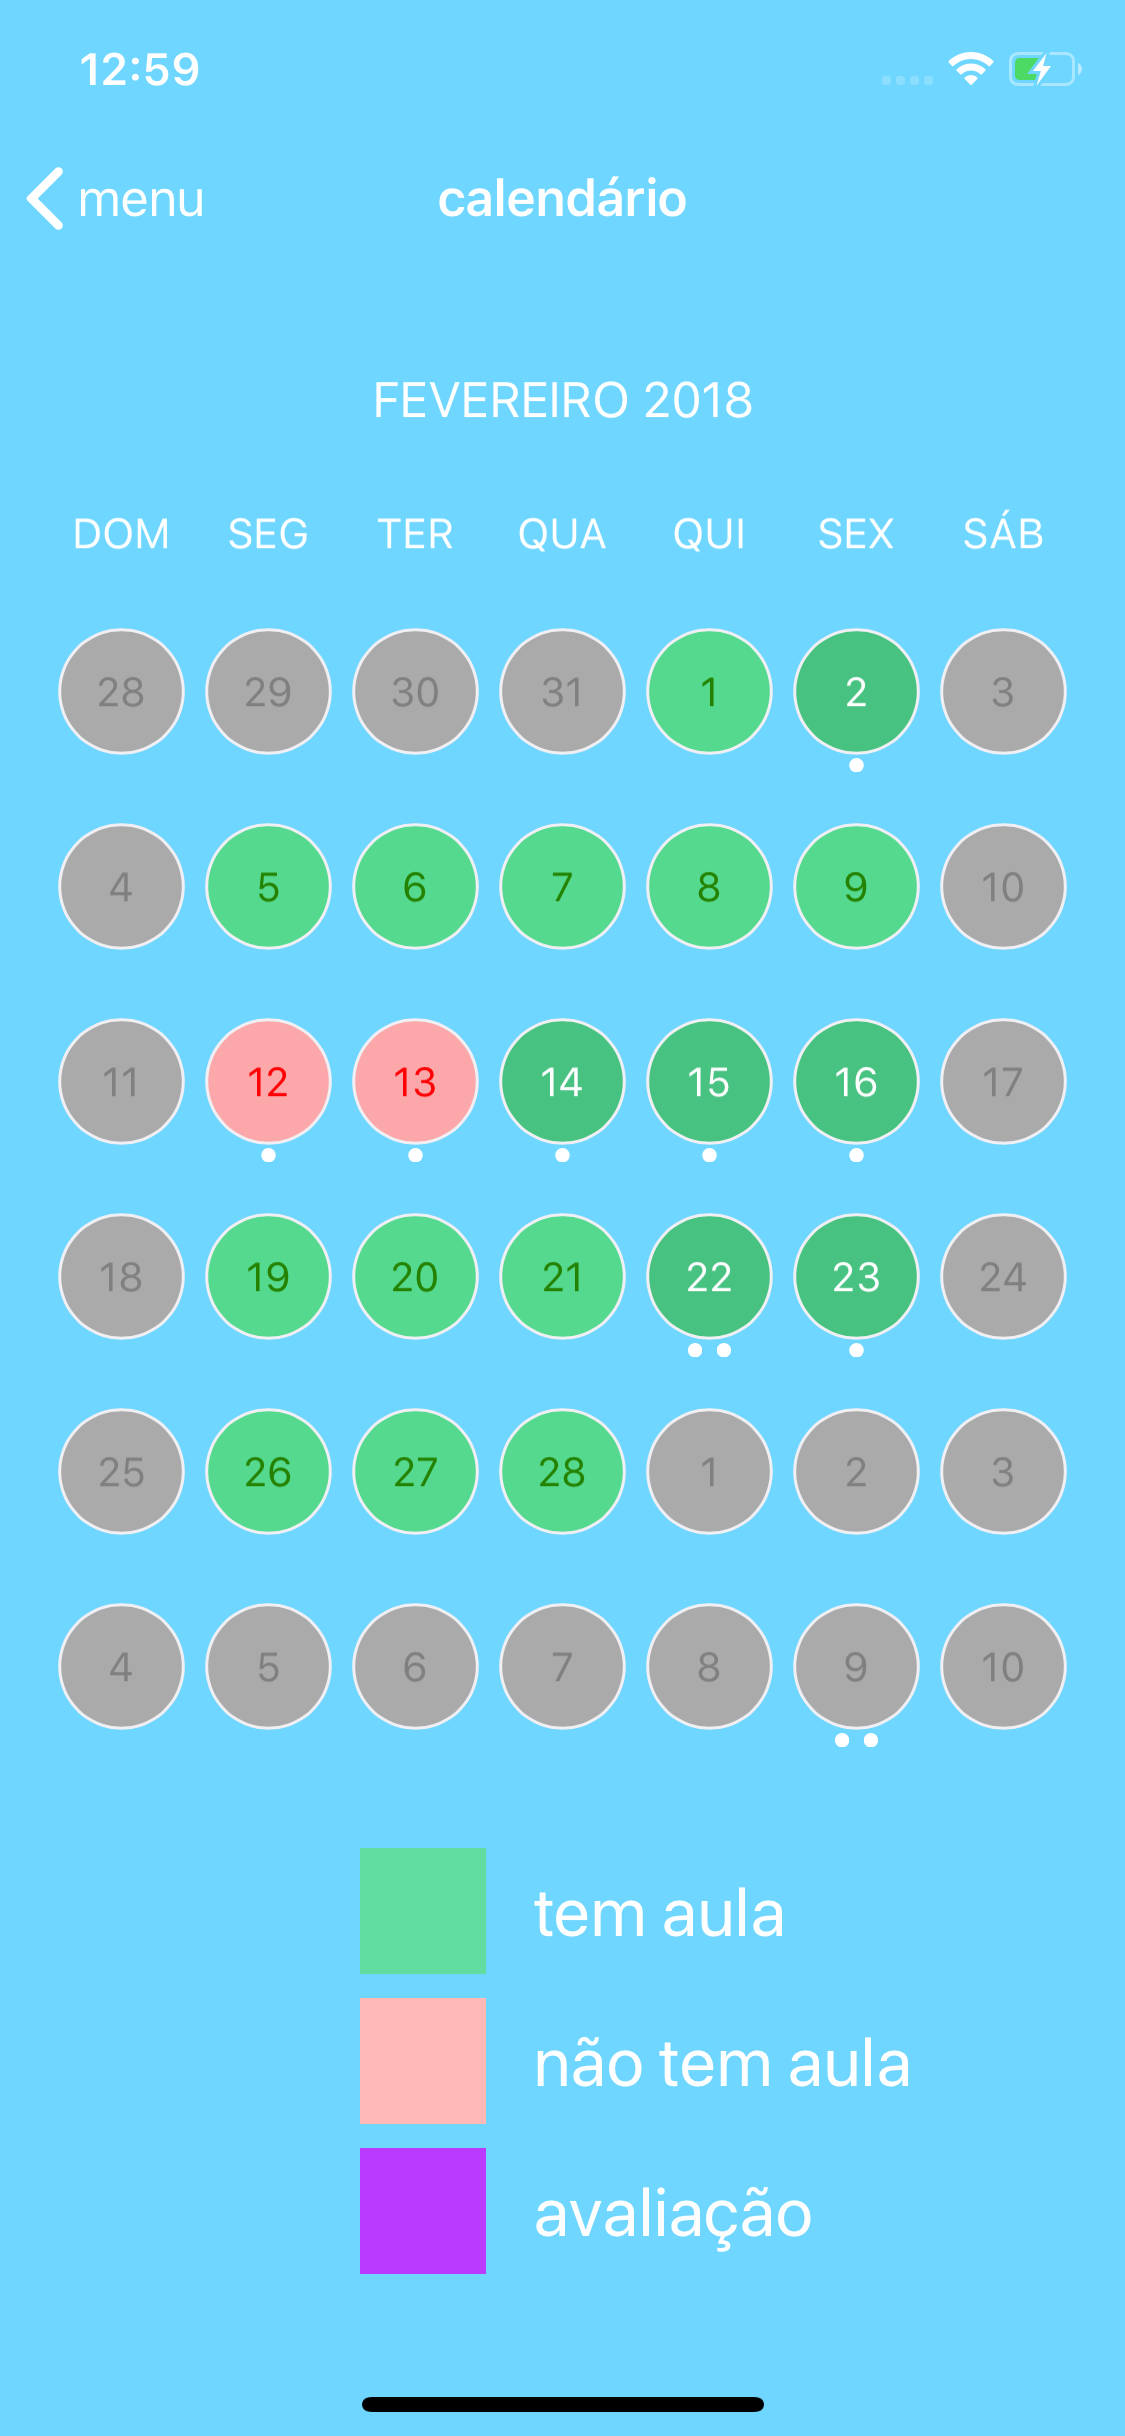 12:59
menu
calendário
FEVEREIRO 2018
DOM SEG TER QUA QUI SEX SÁB
28 29 30 31 1 2 3
4 5 6 7 8 9 10
11 12 13 14 15 16 17
18 19 20 21 22 23 24
25 26 27 28 1 2 3
4 5 6 7 8 9 10
tem aula
não tem aula
avaliação